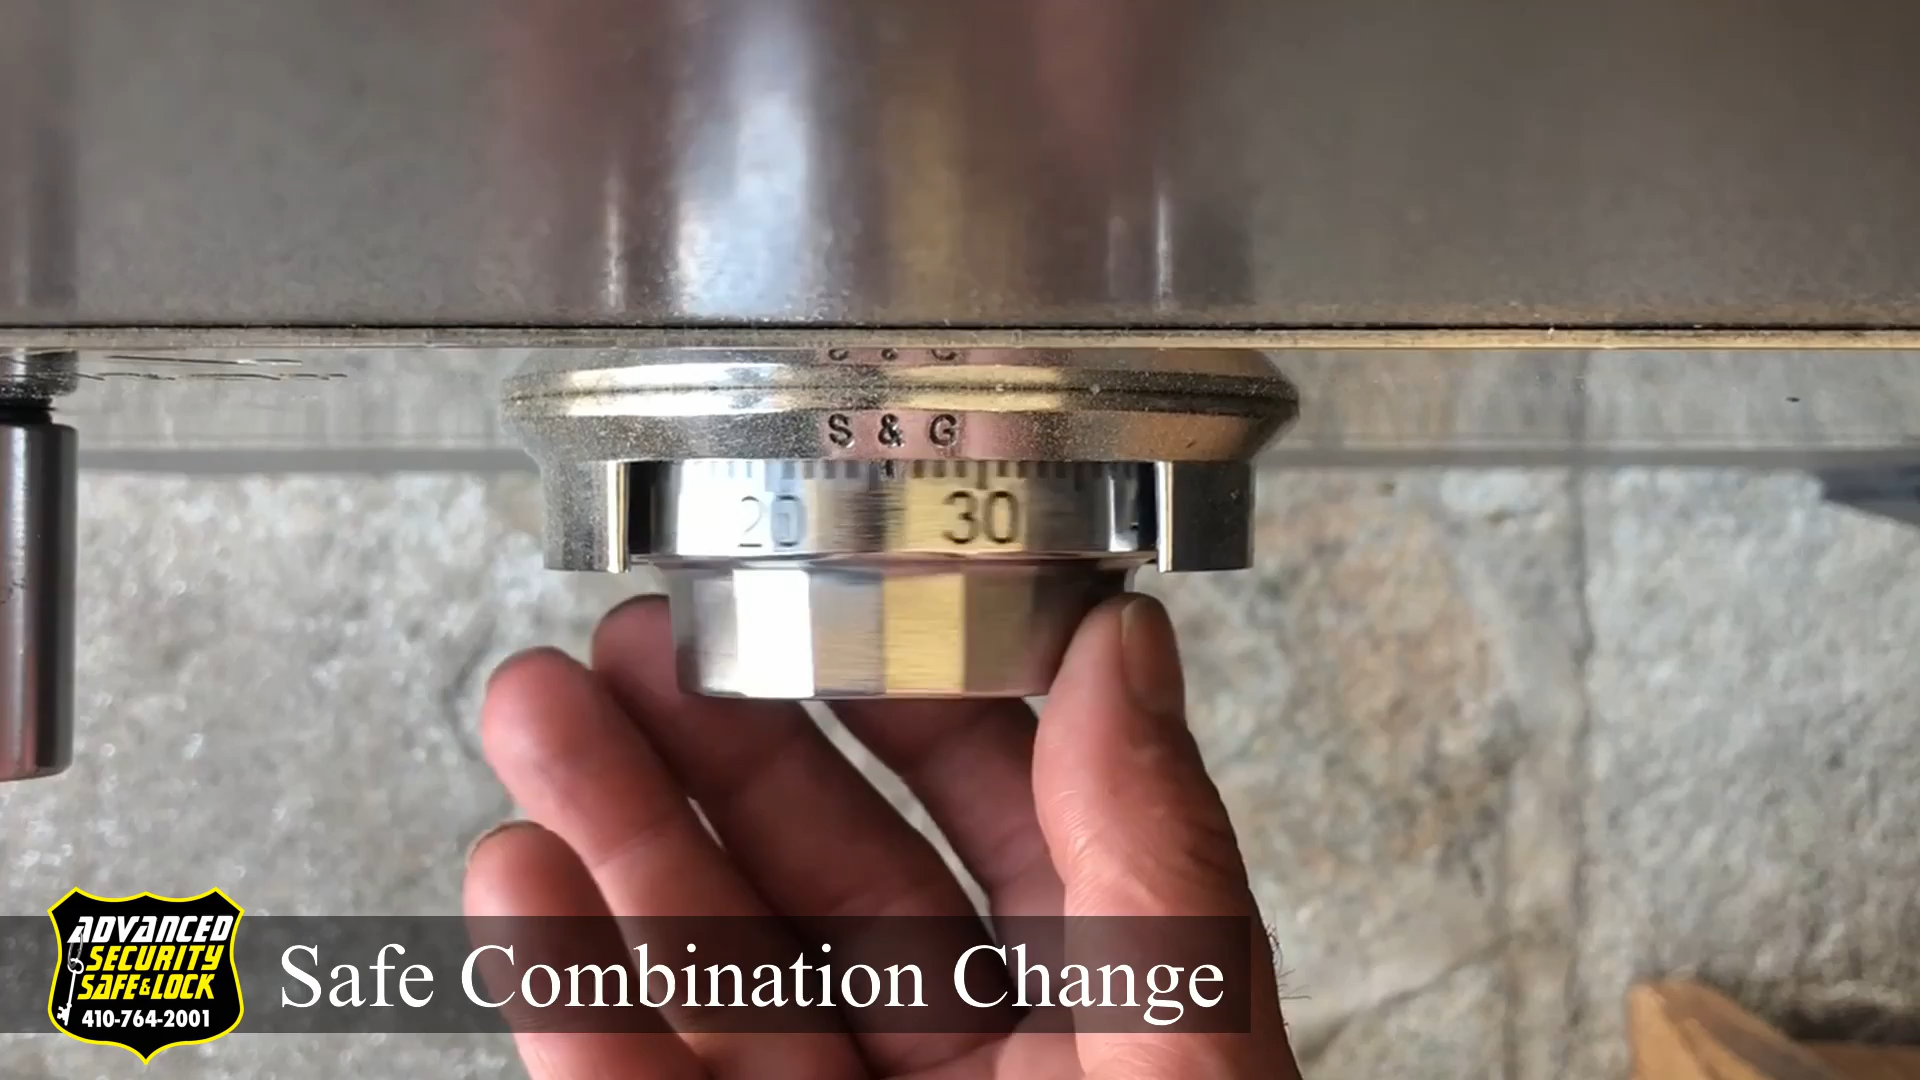 S & G
20 30
ADVANCED
SECURITY
SAFE & LOCK
410-764-2001
Safe Combination Change